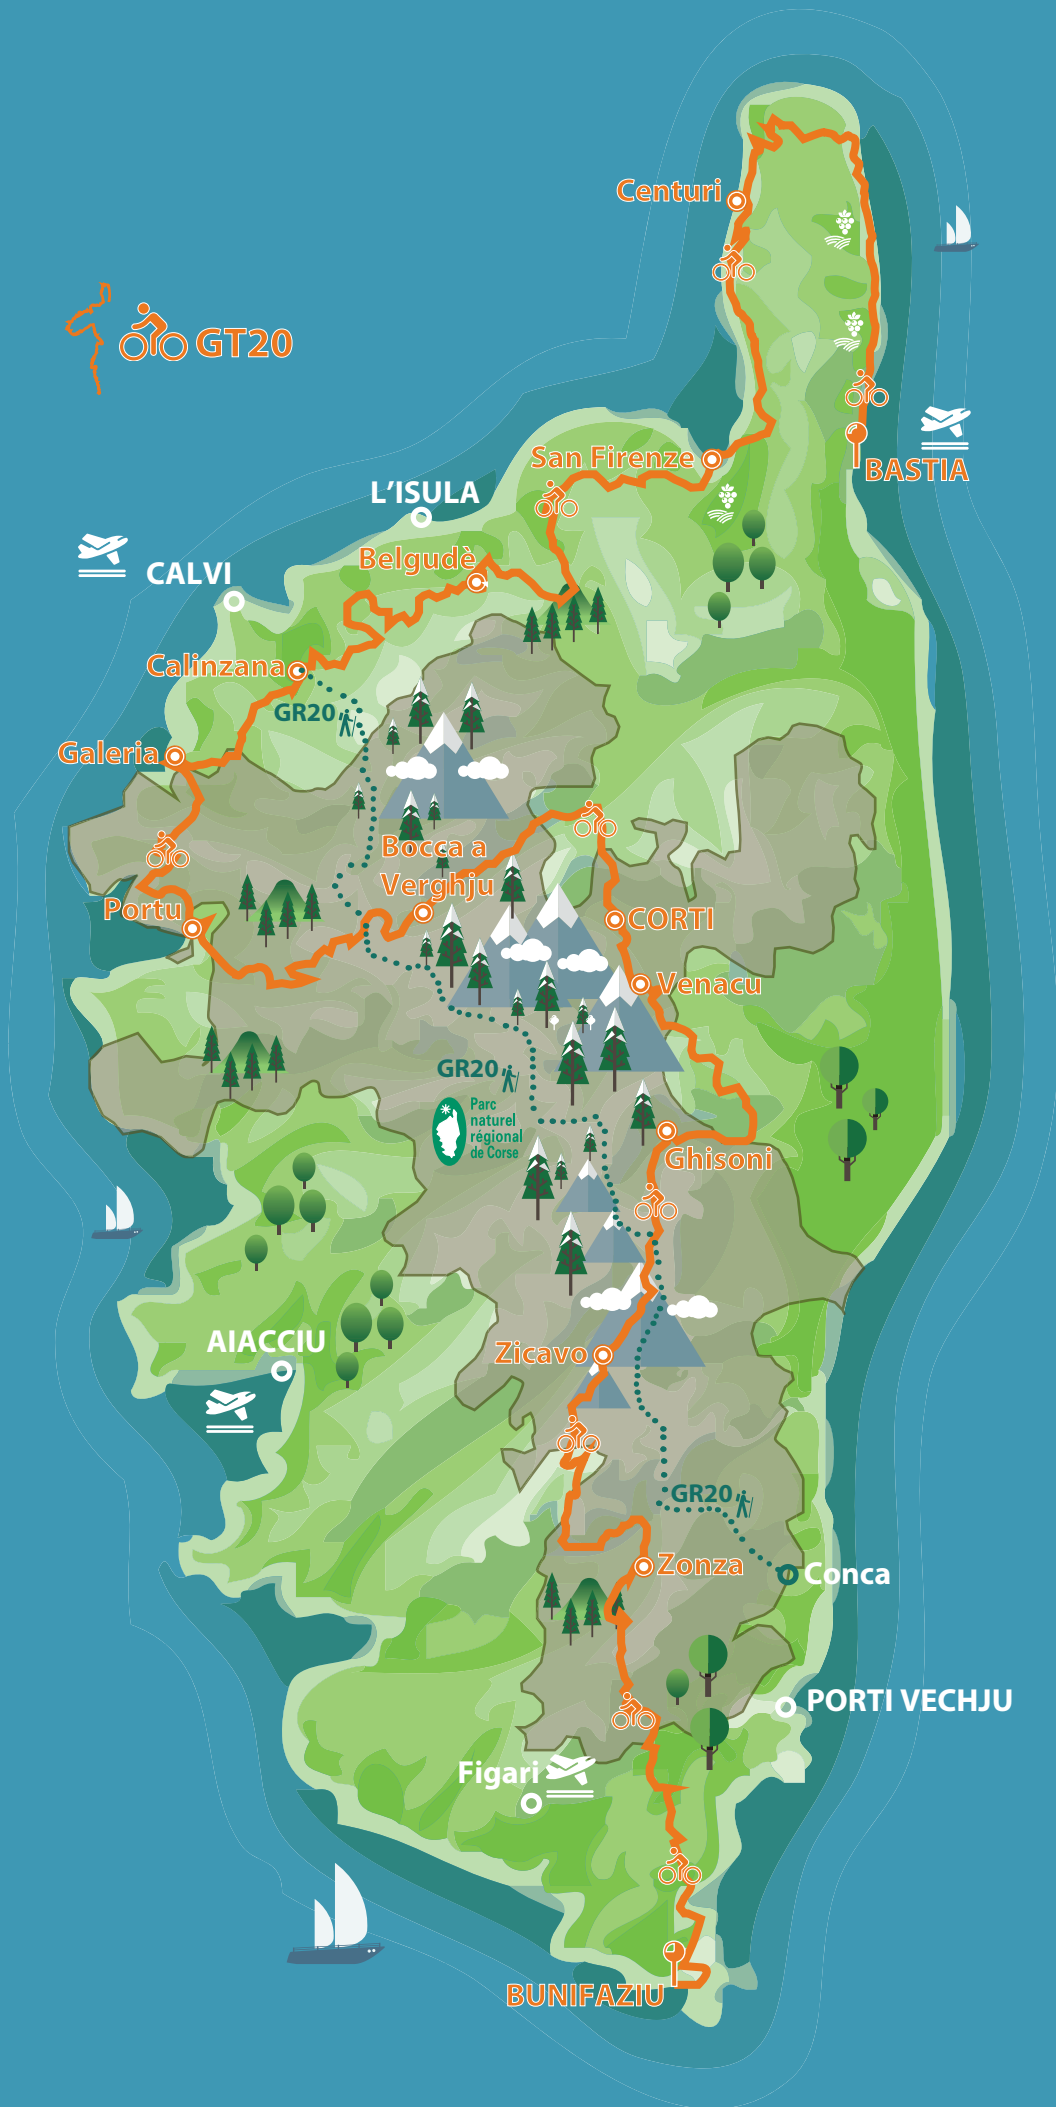 Centuri
GT20
San Firenze
BASTIA
L'ISULA
Belgudè
CALVI
Calinzana
GR20
Galeria
Bocca a
Verghju
Portu
CORTI
Venacu
GR20
Parc
naturel
régional
de Corse
Ghisoni
AIACCIU
Zicavo
GR20
Zonza
Conca
PORTI VECHJU
Figari
BUNIFAZIU